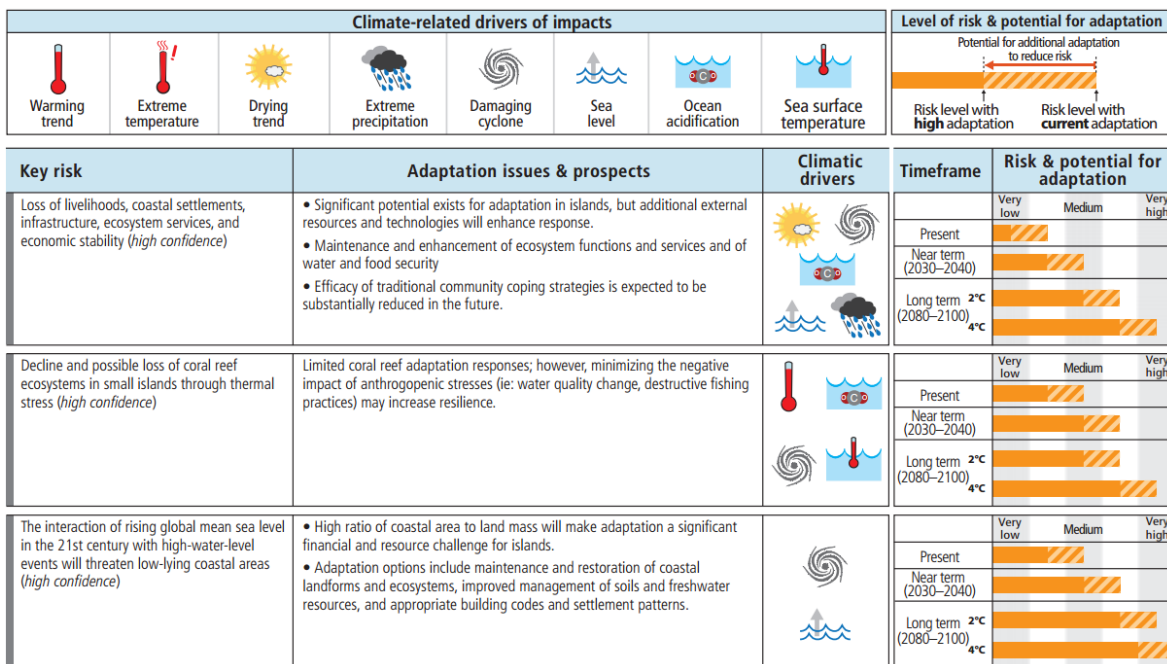 Climate-related drivers of impacts
Level of risk & potential for adaptation
Potential for additional adaptation
to reduce risk
Warming
trend
Extreme
temperature
Drying
trend
Extreme
precipitation
Damaging
cyclone
Sea
level
C
Ocean
acidification
Sea surface
temperature
Risk level with
high adaptation
Risk level with
current adaptation
Key risk
Adaptation issues & prospects
Climatic
drivers
Timeframe
Risk & potential for
adaptation
Loss of livelihoods, coastal settlements,
infrastructure, ecosystem services, and
economic stability (high confidence)
• Significant potential exists for adaptation in islands, but additional external
resources and technologies will enhance response.
• Maintenance and enhancement of ecosystem functions and services and of
water and food security
• Efficacy of traditional community coping strategies is expected to be
substantially reduced in the future.
C
Very
low
Medium
Very
high
Present
Near term
(2030–2040)
Long term
(2080–2100)
2°C
4°C
Decline and possible loss of coral reef
ecosystems in small islands through thermal
stress (high confidence)
Limited coral reef adaptation responses; however, minimizing the negative
impact of anthropogenic stresses (ie: water quality change, destructive fishing
practices) may increase resilience.
C
Very
low
Medium
Very
high
Present
Near term
(2030–2040)
Long term
(2080–2100)
2°C
4°C
The interaction of rising global mean sea level
in the 21st century with high-water-level
events will threaten low-lying coastal areas
(high confidence)
• High ratio of coastal area to land mass will make adaptation a significant
financial and resource challenge for islands.
• Adaptation options include maintenance and restoration of coastal
landforms and ecosystems, improved management of soils and freshwater
resources, and appropriate building codes and settlement patterns.
Very
low
Medium
Very
high
Present
Near term
(2030–2040)
Long term
(2080–2100)
2°C
4°C